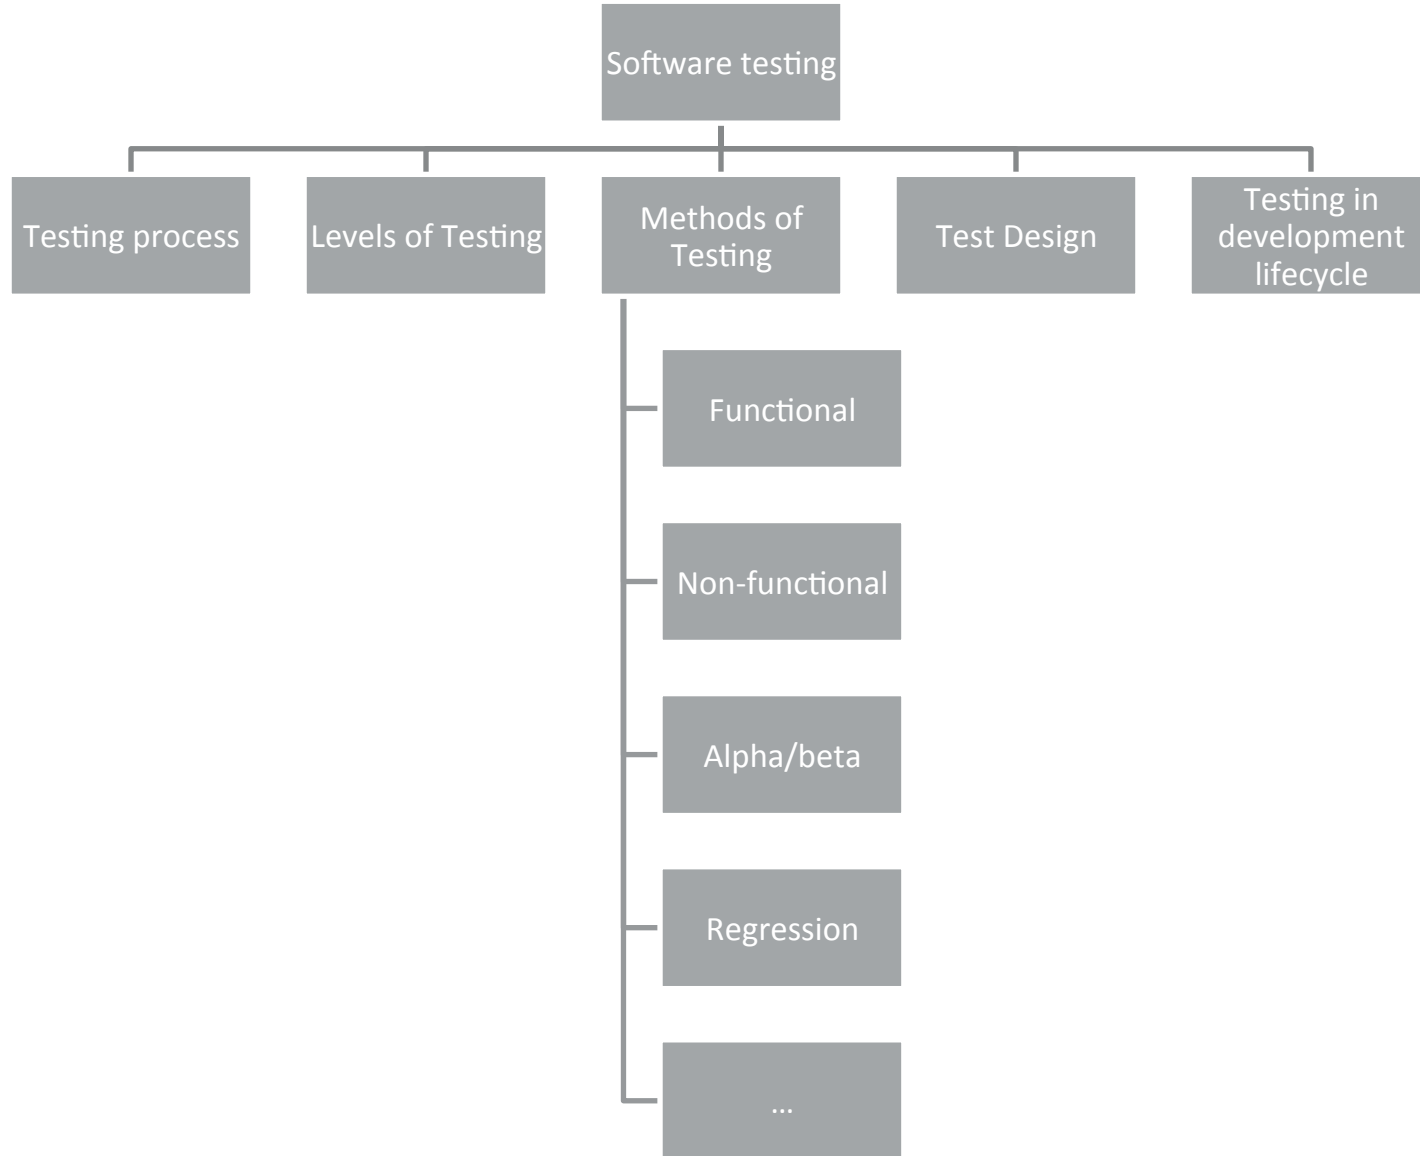 Software testing
Testing process
Levels of Testing
Methods of
Testing
Test Design
Testing in
development
lifecycle
Functional
Non-functional
Alpha/beta
Regression
...